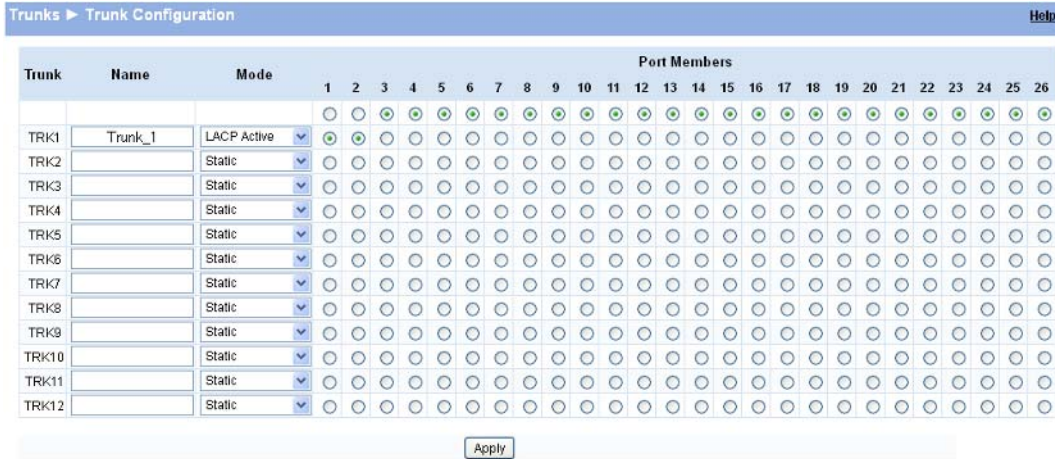 Trunks ► Trunk Configuration Help
Port Members
Trunk Name Mode
1 2 3 4 5 6 7 8 9 10 11 12 13 14 15 16 17 18 19 20 21 22 23 24 25 26
TRK1 Trunk_1 LACP Active
TRK2 Static
TRK3 Static
TRK4 Static
TRK5 Static
TRK6 Static
TRK7 Static
TRK8 Static
TRK9 Static
TRK10 Static
TRK11 Static
TRK12 Static
Apply